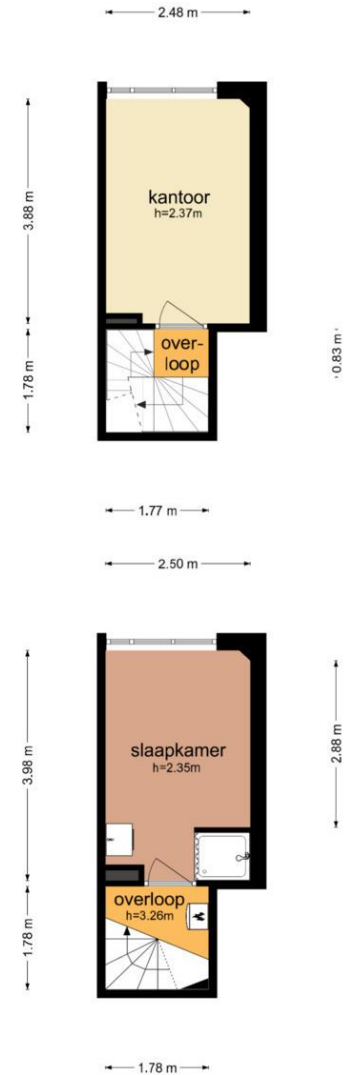 2.48 m
3.88 m
kantoor
h=2.37m
over-
loop
0.83 m
1.78 m
1.77 m
2.50 m
3.98 m
slaapkamer
h=2.35m
2.88 m
overloop
h=3.26m
1.78 m
1.78 m